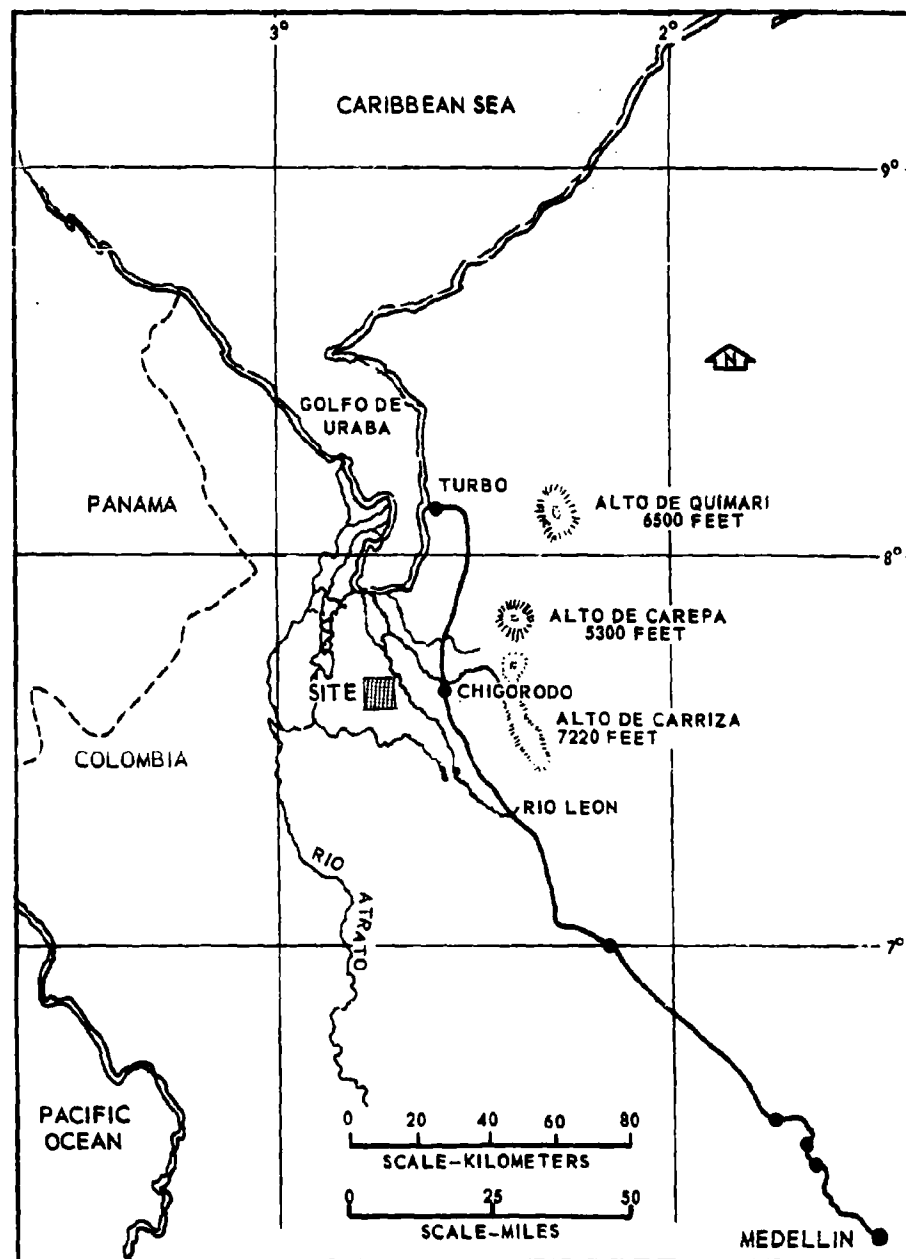 3°
2°
CARIBBEAN SEA
9°
N
GOLFO DE
URABA
TURBO
PANAMA
ALTO DE QUIMARI
6500 FEET
8°
ALTO DE CAREPA
5300 FEET
SITE
CHIGORODO
ALTO DE CARRIZA
7220 FEET
COLOMBIA
RIO LEON
RIO
ATRATO
7°
PACIFIC
OCEAN
0 20 40 60 80
SCALE-KILOMETERS
0 25 50
SCALE-MILES
MEDELLIN